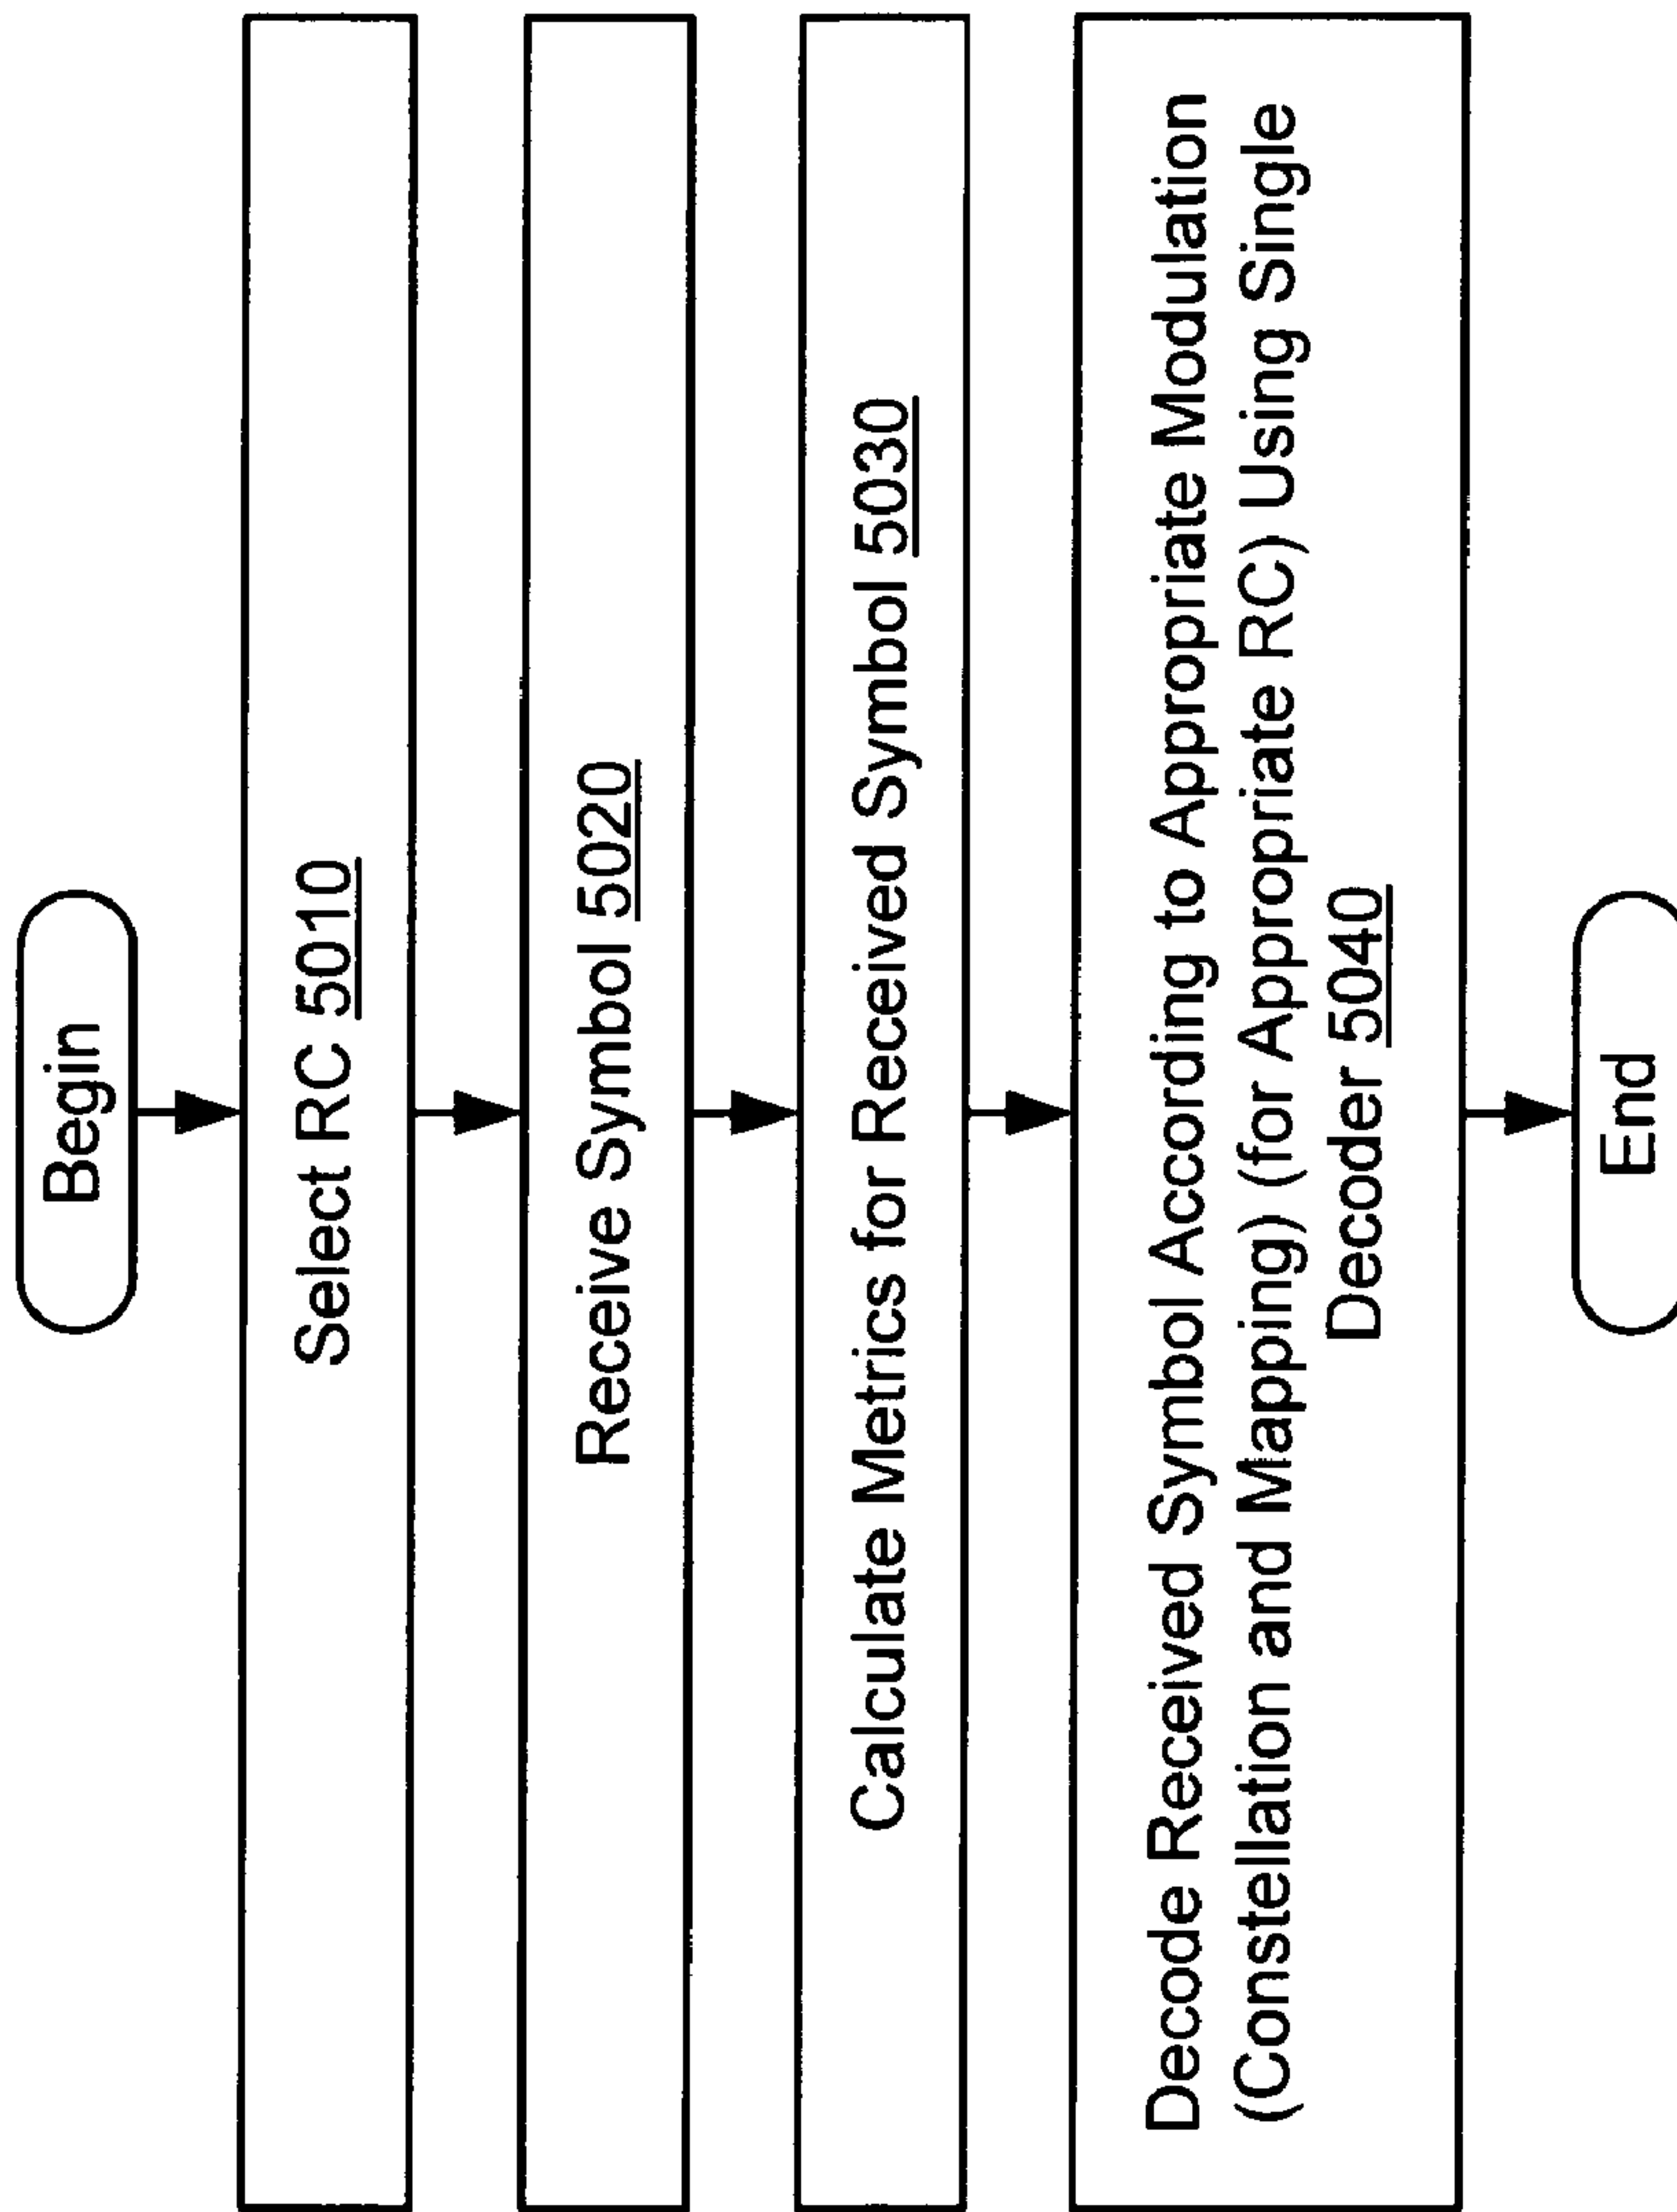 Begin
Select RC 5010
Receive Symbol 5020
Calculate Metrics for Received Symbol 5030
Decode Received Symbol According to Appropriate Modulation
(Constellation and Mapping) (for Appropriate RC) Using Single
Decoder 5040
End